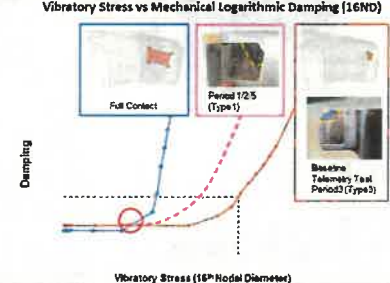 Vibratory Stress vs Mechanical Logarithmic Damping (16ND)
Full Contact
Period 1/2/5
(Type1)
Baseline
Telemetry Test
Period3 (Type3)
Damping
Vibratory Stress (16th Nodal Diameter)